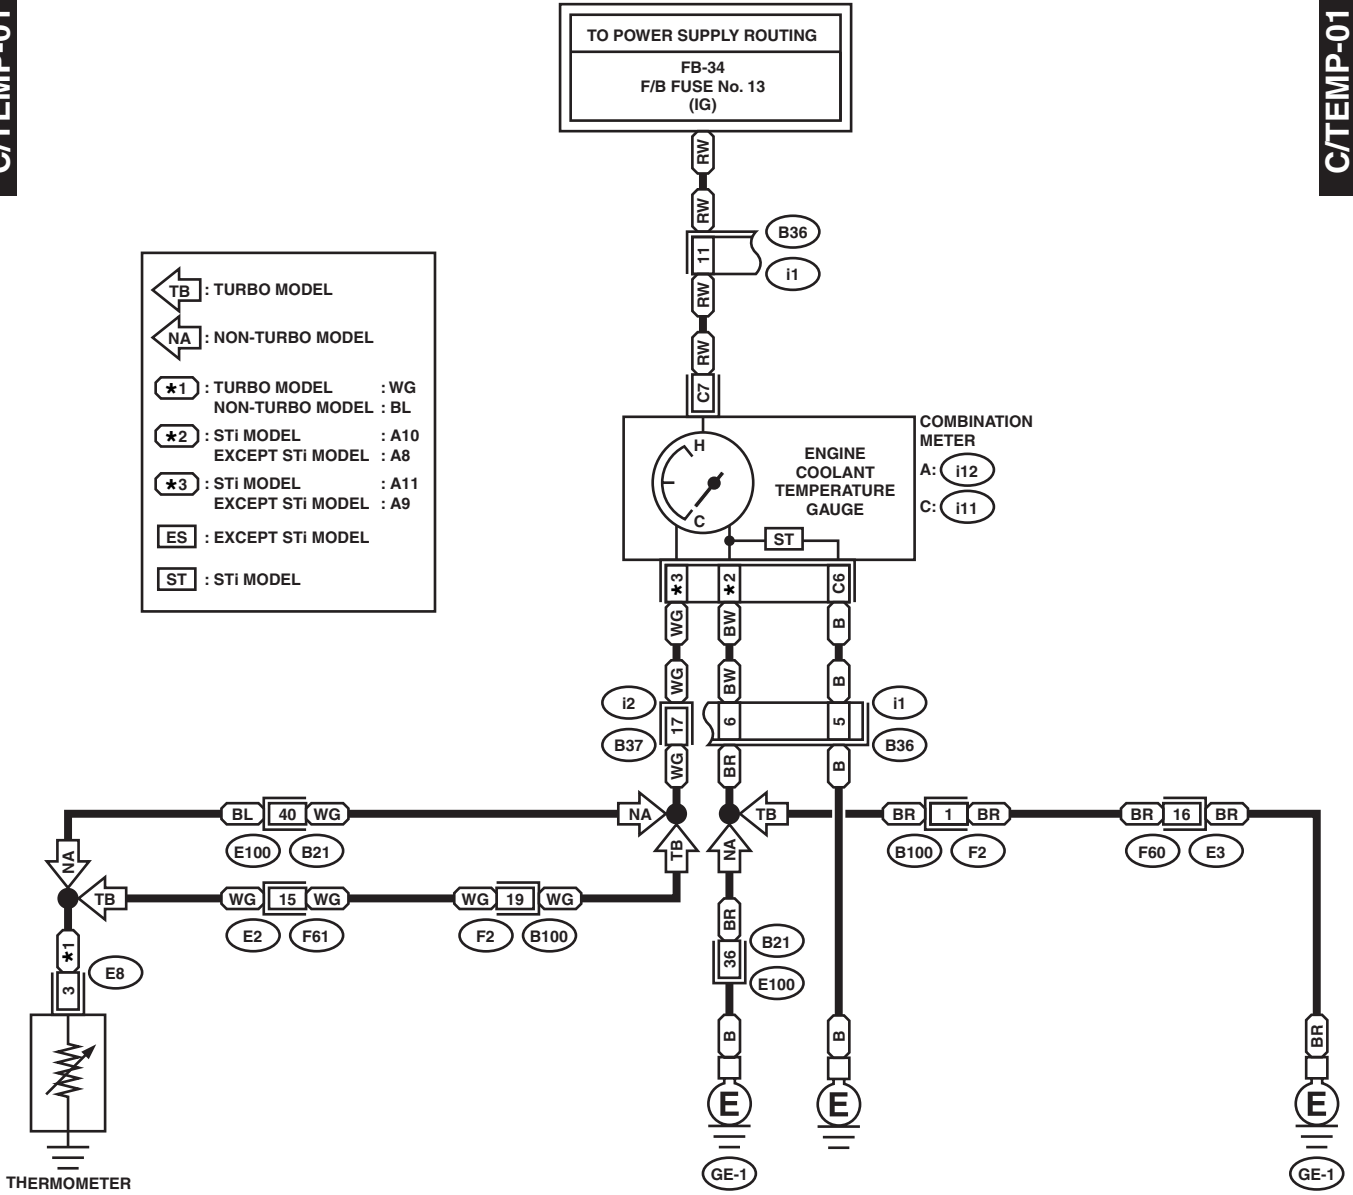 C/TEMP-01
C/TEMP-01
TO POWER SUPPLY ROUTING
FB-34
F/B FUSE No. 13
(IG)
RW
RW
B36
11
i1
RW
RW
C7
TB : TURBO MODEL
NA : NON-TURBO MODEL
*1 : TURBO MODEL : WG
NON-TURBO MODEL : BL
*2 : STi MODEL : A10
EXCEPT STi MODEL : A8
*3 : STi MODEL : A11
EXCEPT STi MODEL : A9
ES : EXCEPT STi MODEL
ST : STi MODEL
H
C
ENGINE
COOLANT
TEMPERATURE
GAUGE
ST
COMBINATION
METER
A: i12
C: i11
*3 *2 C6
WG BW B
WG BW B
i2 i1
17 6 5
B37 B36
WG BR B
BL 40 WG NA TB BR 1 BR BR 16 BR
E100 B21 B100 F2 F60 E3
NA TB NA
TB WG 15 WG WG 19 WG
E2 F61 F2 B100
BR
*1
E8
3
B21
36
E100
B B BR
E E E
GE-1 GE-1
THERMOMETER